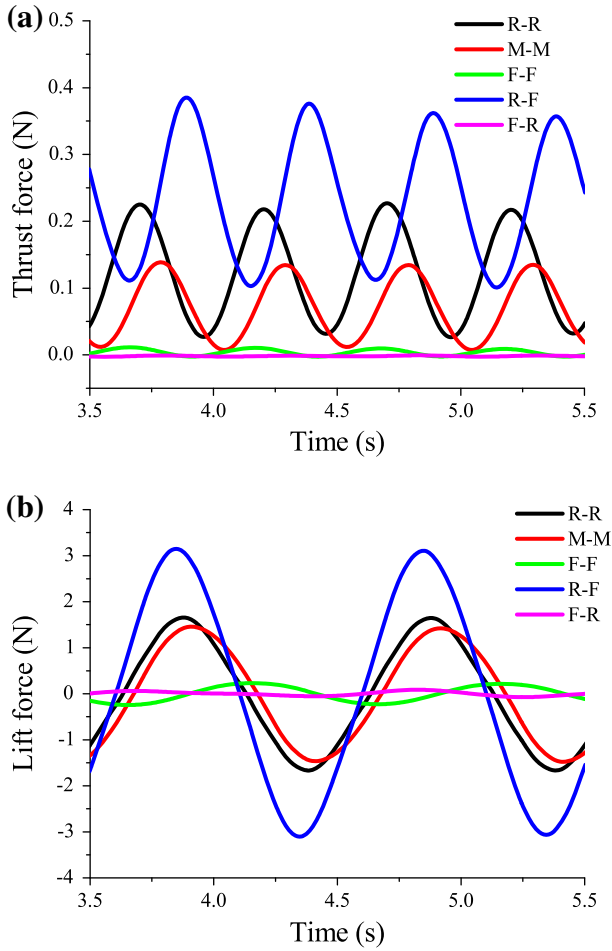 (a)
R-R
M-M
F-F
R-F
F-R
0.5
0.4
0.3
0.2
0.1
0.0
Thrust force (N)
3.5 4.0 4.5 5.0 5.5
Time (s)
(b)
R-R
M-M
F-F
R-F
F-R
4
3
2
1
0
-1
-2
-3
-4
Lift force (N)
3.5 4.0 4.5 5.0 5.5
Time (s)